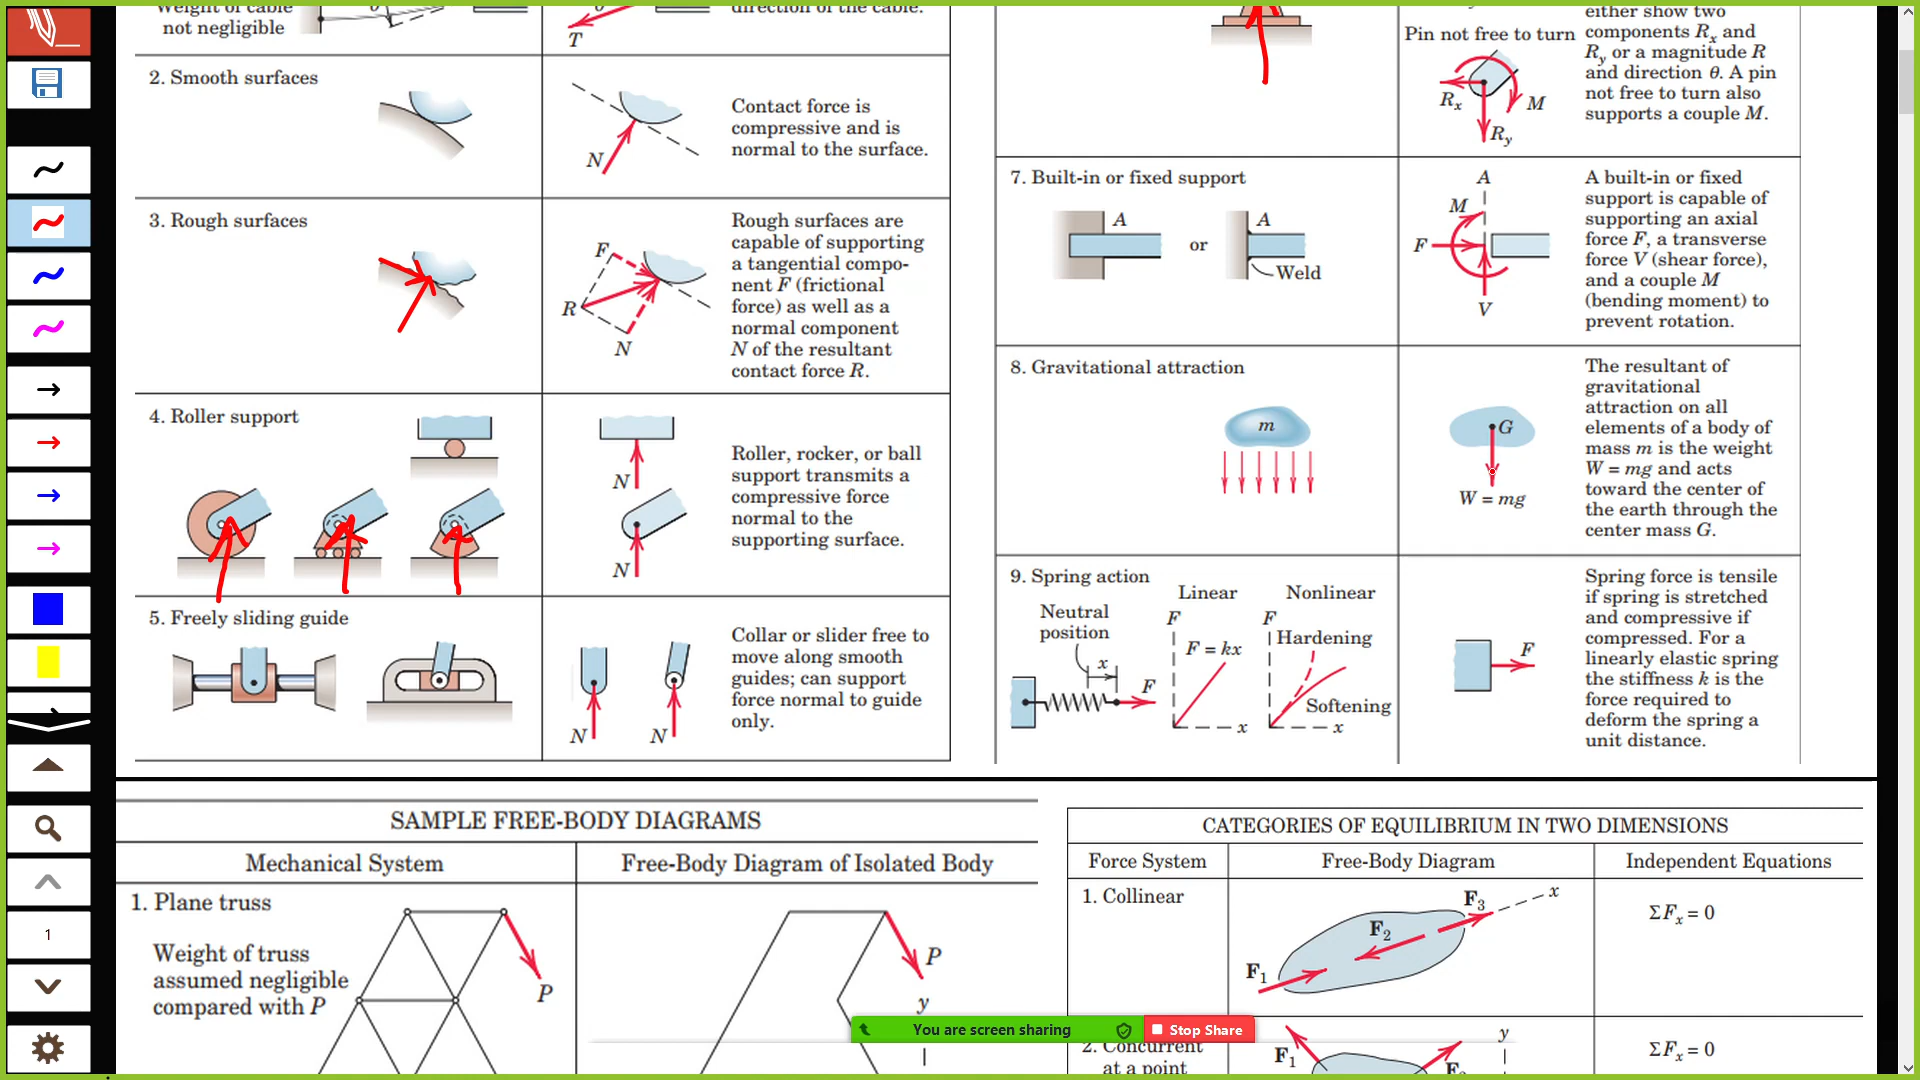 Weight of cable
not negligible
T
direction of the cable.
2. Smooth surfaces
N
Contact force is
compressive and is
normal to the surface.
3. Rough surfaces
F
R
N
Rough surfaces are
capable of supporting
a tangential compo-
nent F (frictional
force) as well as a
normal component
N of the resultant
contact force R.
4. Roller support
N
N
Roller, rocker, or ball
support transmits a
compressive force
normal to the
supporting surface.
5. Freely sliding guide
N
N
Collar or slider free to
move along smooth
guides; can support
force normal to guide
only.
Pin not free to turn
Rx
M
Ry
either show two
components Rx and
Ry or a magnitude R
and direction θ. A pin
not free to turn also
supports a couple M.
7. Built-in or fixed support
A
or
A
Weld
A
M
F
V
A built-in or fixed
support is capable of
supporting an axial
force F, a transverse
force V (shear force),
and a couple M
(bending moment) to
prevent rotation.
8. Gravitational attraction
m
G
W = mg
The resultant of
gravitational
attraction on all
elements of a body of
mass m is the weight
W = mg and acts
toward the center of
the earth through the
center mass G.
9. Spring action
Neutral
position
x
F
Linear
F
F = kx
x
Nonlinear
F
Hardening
Softening
x
F
Spring force is tensile
if spring is stretched
and compressive if
compressed. For a
linearly elastic spring
the stiffness k is the
force required to
deform the spring a
unit distance.
SAMPLE FREE-BODY DIAGRAMS
Mechanical System
Free-Body Diagram of Isolated Body
1. Plane truss
Weight of truss
assumed negligible
compared with P
P
P
y
CATEGORIES OF EQUILIBRIUM IN TWO DIMENSIONS
Force System
Free-Body Diagram
Independent Equations
1. Collinear
F1
F2
F3
x
ΣFx = 0
2. Concurrent
at a point
F1
y
ΣFx = 0
1
You are screen sharing
Stop Share